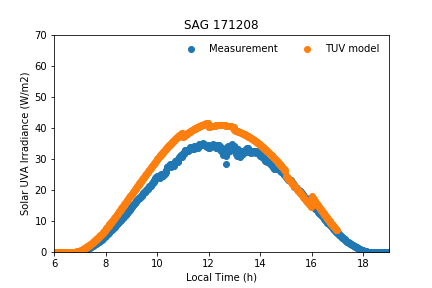 SAG 171208
Measurement
TUV model
Solar UVA Irradiance (W/m2)
70
60
50
40
30
20
10
0
6 8 10 12 14 16 18
Local Time (h)